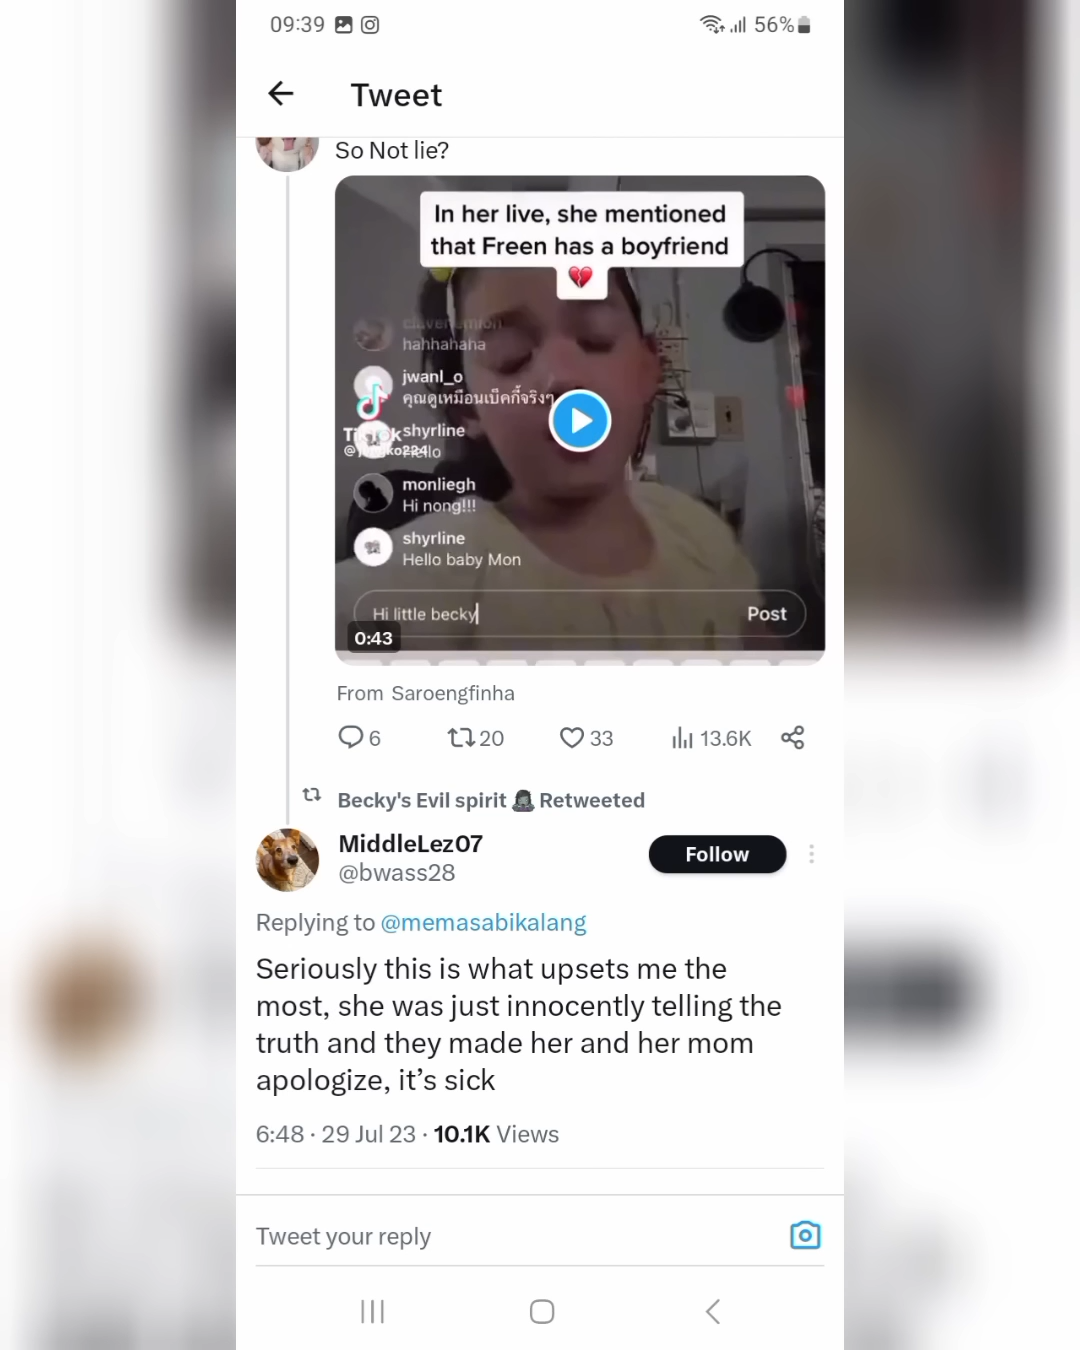 09:39
56%
Tweet
So Not lie?
In her live, she mentioned
that Freen has a boyfriend
clavenemion
hahhahaha
jwanl_o
คุณดูเหมือนเบ็คกี้จริงๆ
TikTok
shyrline
Hello
monliegh
Hi nong!!!
shyrline
Hello baby Mon
Hi little becky
Post
0:43
From Saroengfinha
6
20
33
13.6K
Becky's Evil spirit Retweeted
MiddleLez07
@bwass28
Follow
Replying to @memasabikalang
Seriously this is what upsets me the
most, she was just innocently telling the
truth and they made her and her mom
apologize, it’s sick
6:48 · 29 Jul 23 · 10.1K Views
Tweet your reply